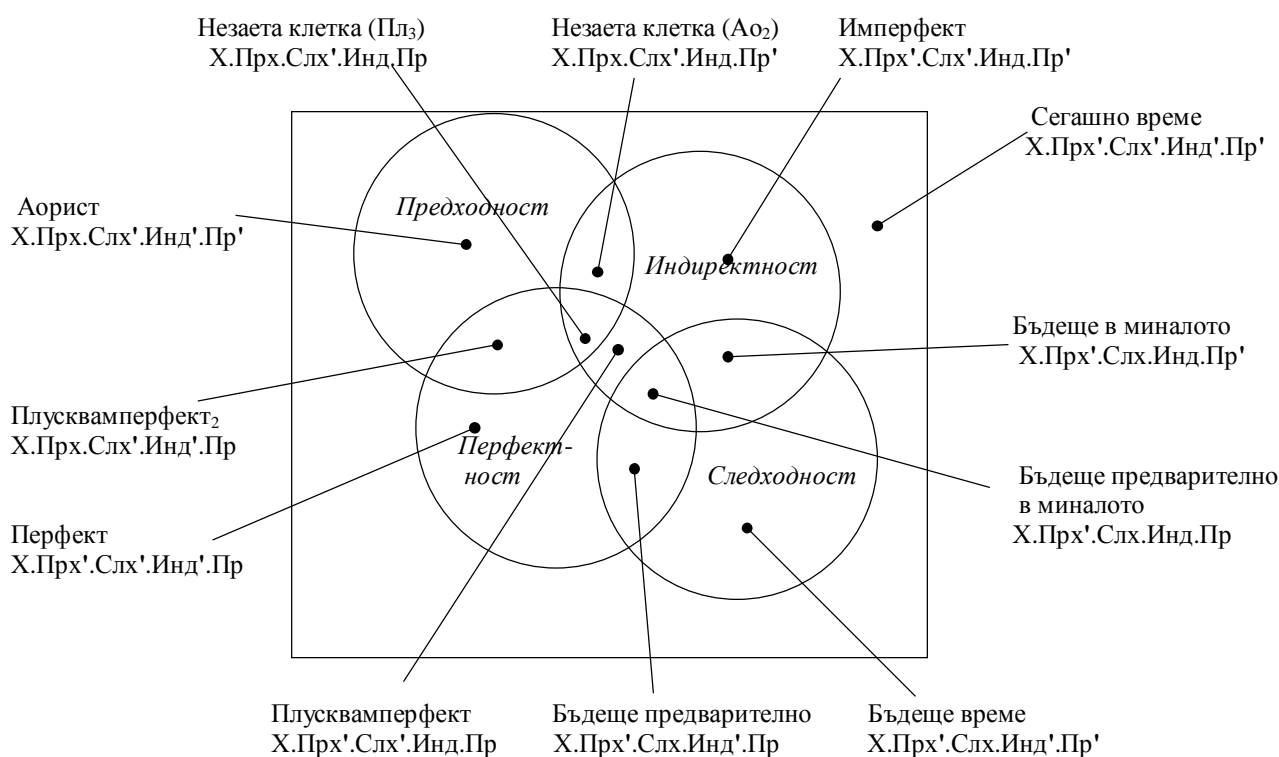 Незаета клетка (Пл₃)
Х.Прх.Слх'.Инд.Пр
Незаета клетка (Ао₂)
Х.Прх.Слх'.Инд.Пр'
Имперфект
Х.Прх'.Слх'.Инд.Пр'
Сегашно време
Х.Прх'.Слх'.Инд'.Пр'
Аорист
Х.Прх.Слх'.Инд'.Пр'
Предходност
Индиректност
Бъдеще в миналото
Х.Прх'.Слх.Инд.Пр'
Плусквамперфект₂
Х.Прх.Слх'.Инд'.Пр
Перфект-
ност
Следходност
Бъдеще предварително
в миналото
Х.Прх'.Слх.Инд.Пр
Перфект
Х.Прх'.Слх'.Инд'.Пр
Плусквамперфект
Х.Прх'.Слх'.Инд.Пр
Бъдеще предварително
Х.Прх'.Слх.Инд'.Пр
Бъдеще време
Х.Прх'.Слх.Инд'.Пр'